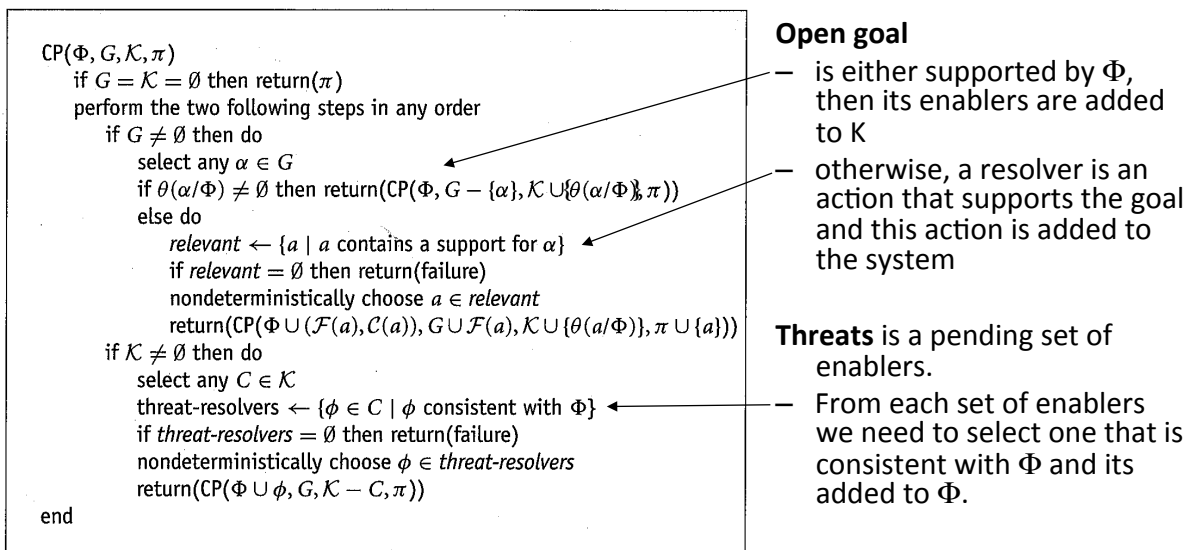 CP(Φ, G, 𝒦, π)
if G = 𝒦 = ∅ then return(π)
perform the two following steps in any order
if G ≠ ∅ then do
select any α ∈ G
if θ(α/Φ) ≠ ∅ then return(CP(Φ, G − {α}, 𝒦 ∪ {θ(α/Φ)}, π))
else do
relevant ← {a | a contains a support for α}
if relevant = ∅ then return(failure)
nondeterministically choose a ∈ relevant
return(CP(Φ ∪ (ℱ(a), 𝒞(a)), G ∪ ℱ(a), 𝒦 ∪ {θ(a/Φ)}, π ∪ {a}))
if 𝒦 ≠ ∅ then do
select any C ∈ 𝒦
threat-resolvers ← {ϕ ∈ C | ϕ consistent with Φ}
if threat-resolvers = ∅ then return(failure)
nondeterministically choose ϕ ∈ threat-resolvers
return(CP(Φ ∪ ϕ, G, 𝒦 − C, π))
end
Open goal
– is either supported by Φ,
then its enablers are added
to K
– otherwise, a resolver is an
action that supports the goal
and this action is added to
the system
Threats is a pending set of
enablers.
– From each set of enablers
we need to select one that is
consistent with Φ and its
added to Φ.